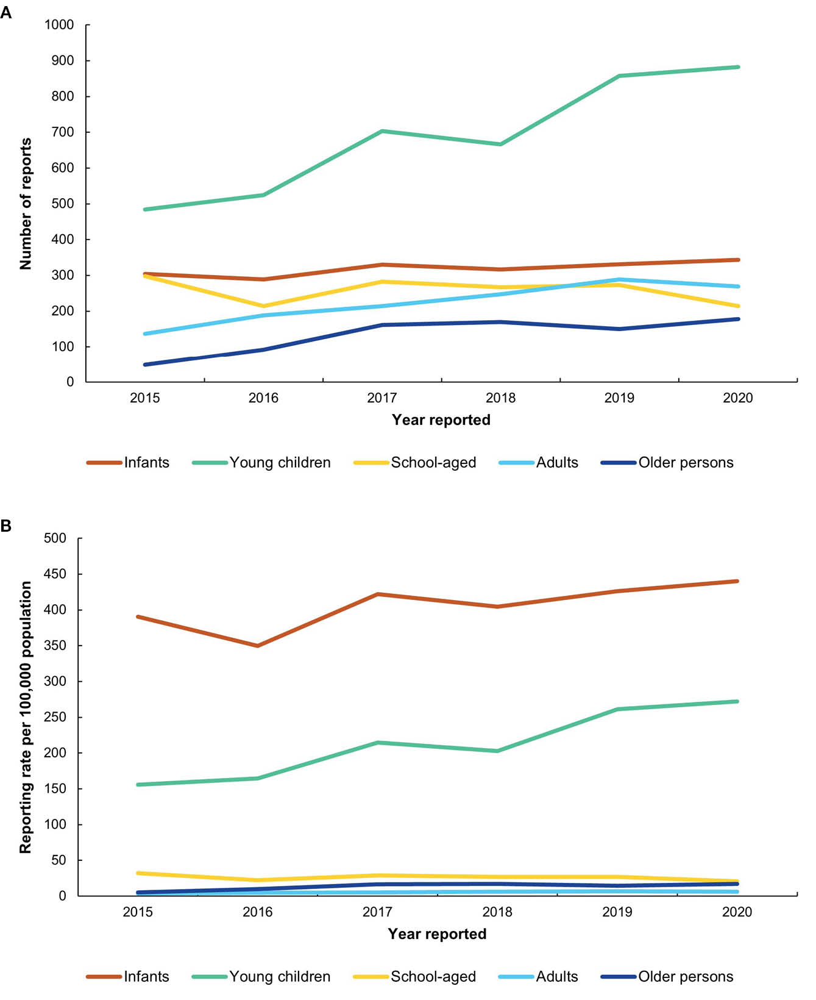 A
1000
900
800
700
600
500
400
300
200
100
0
Number of reports
2015 2016 2017 2018 2019 2020
Year reported
Infants Young children School-aged Adults Older persons
B
500
450
400
350
300
250
200
150
100
50
0
Reporting rate per 100,000 population
2015 2016 2017 2018 2019 2020
Year reported
Infants Young children School-aged Adults Older persons